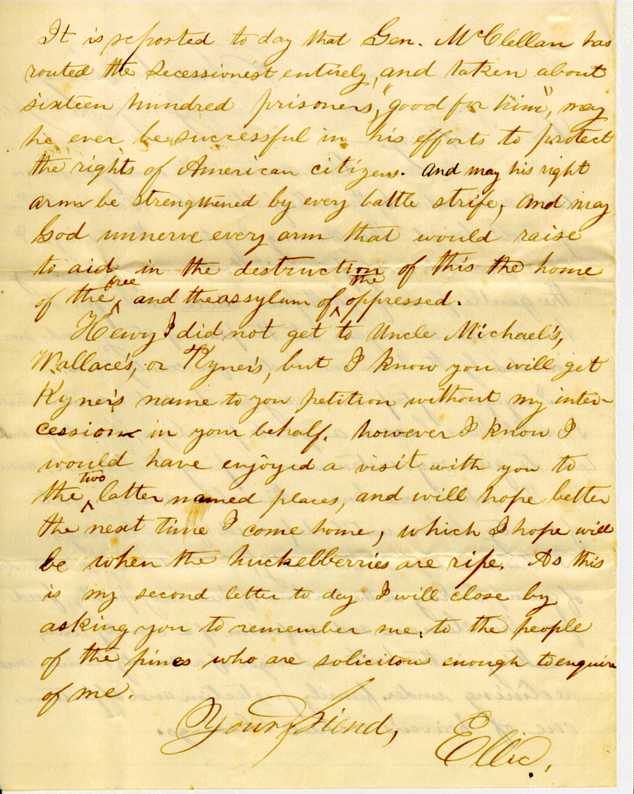 It is reported to day that Gen. McClellan has
routed the secessionist entirely, and taken about
sixteen hundred prisoners, "good for him", may
he ever be successful in his efforts to protect
the rights of American citizens. And may his right
arm be strengthened by every battle strife, and may
God unnerve every arm that would raise
to aid in the destruction of this the home
of the free, and the assylum of the oppressed.
Henry I did not get to Uncle Michael's,
Wallace's, or Kyner's, but I know you will get
Kyner's name to you petition without my inter-
cession in your behalf. however I know I
would have enjoyed a visit with you to
the two latter named places, and will hope better
the next time I come home, which I hope will
be when the huckelberries are ripe. As this
is my second letter to day I will close by
asking you to remember me, to the people
of the pines who are soliciton enough to enquire
of me.
Your friend,
Ellie.